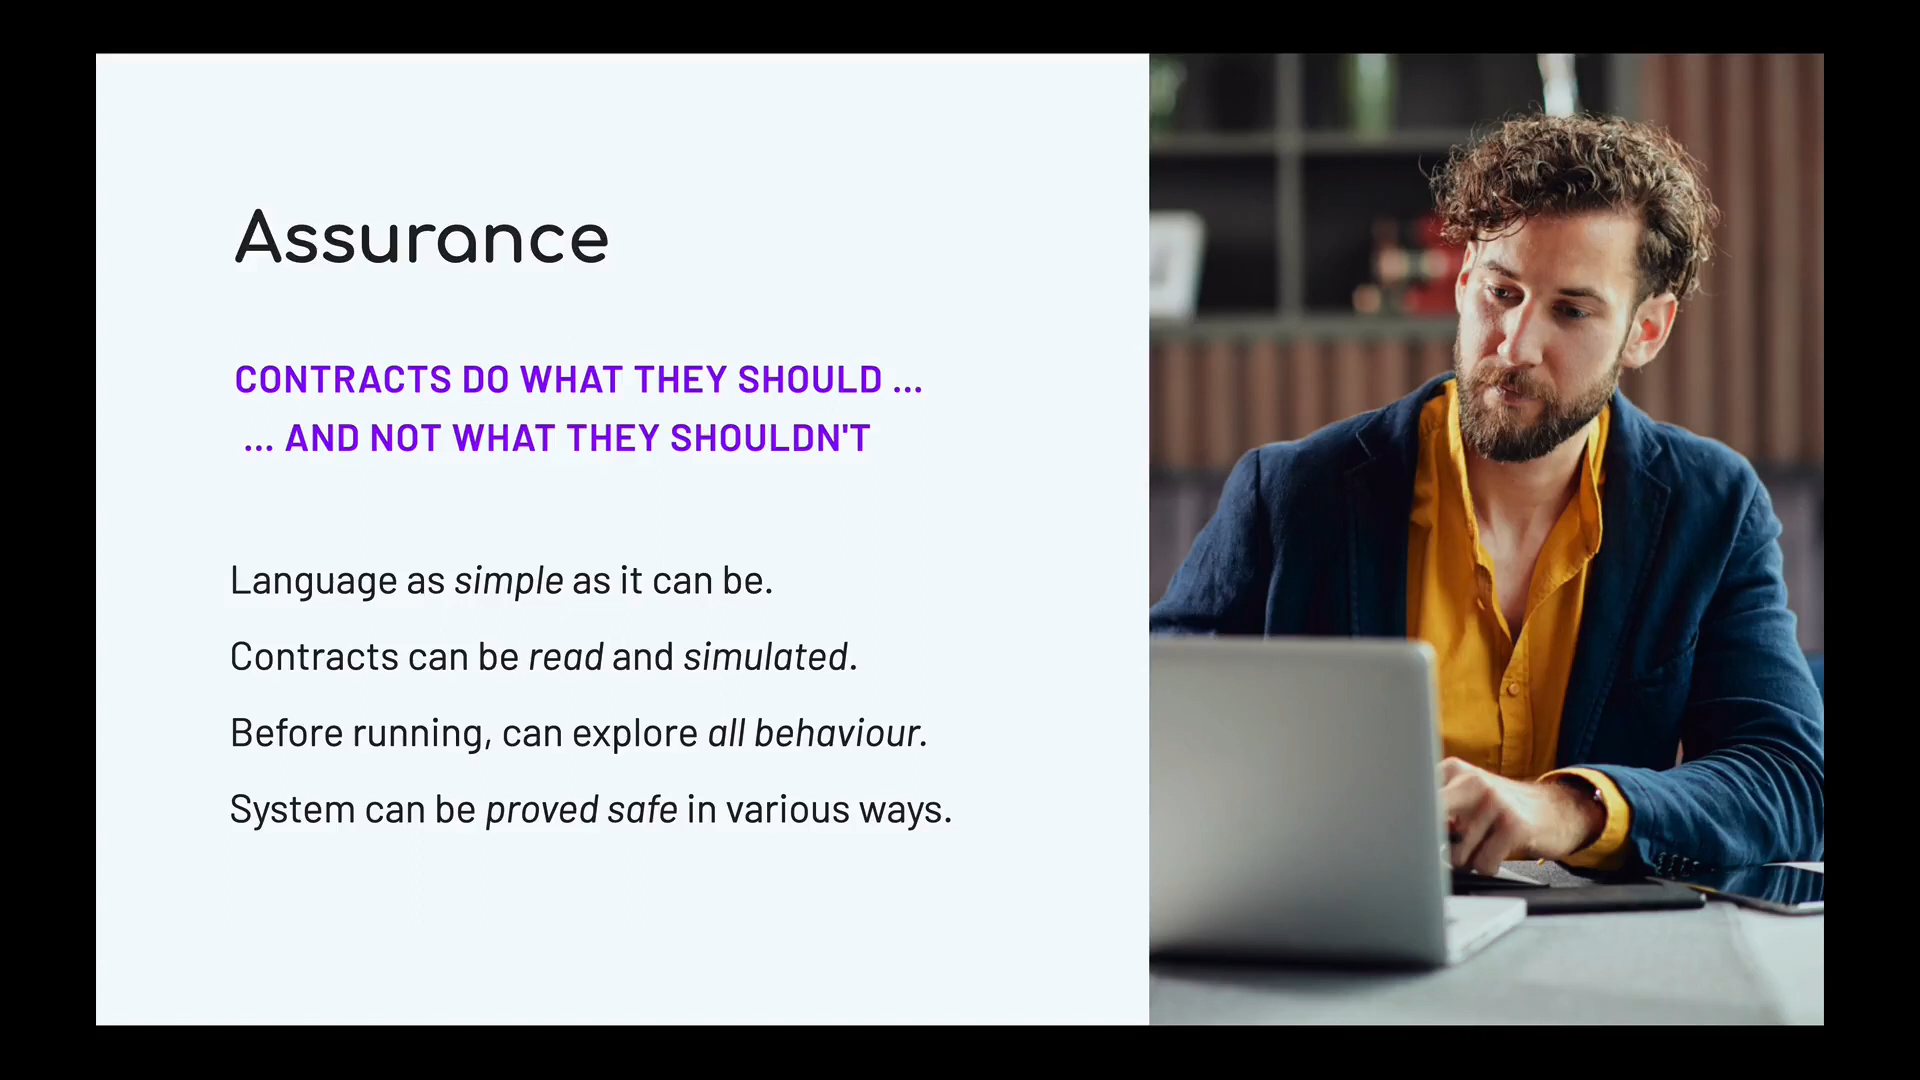 Assurance
CONTRACTS DO WHAT THEY SHOULD ...
... AND NOT WHAT THEY SHOULDN'T
Language as simple as it can be.
Contracts can be read and simulated.
Before running, can explore all behaviour.
System can be proved safe in various ways.